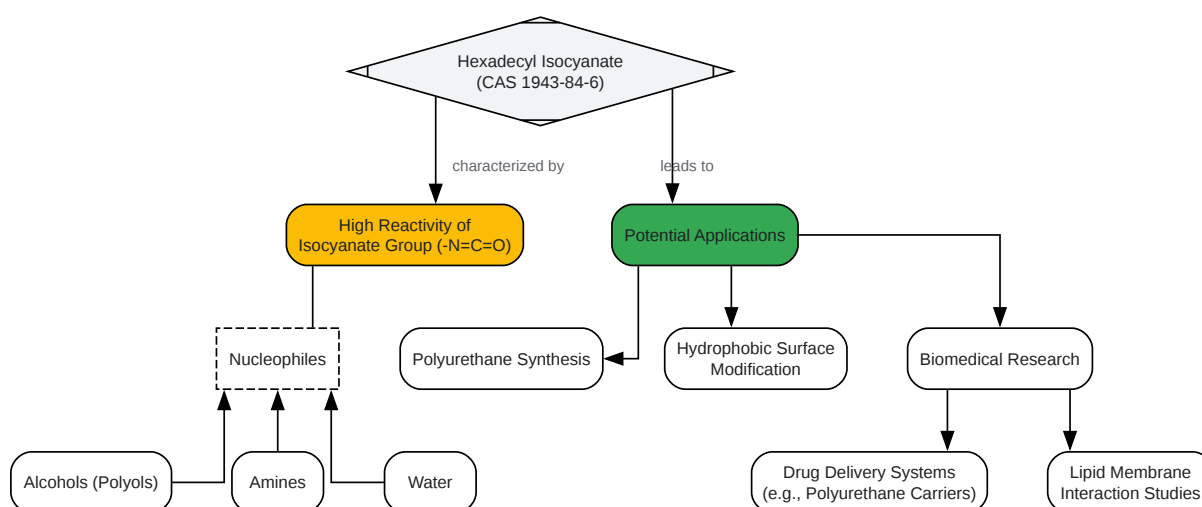 Hexadecyl Isocyanate
(CAS 1943-84-6)
characterized by
leads to
High Reactivity of
Isocyanate Group (-N=C=O)
Potential Applications
Nucleophiles
Polyurethane Synthesis
Hydrophobic Surface
Modification
Biomedical Research
Alcohols (Polyols)
Amines
Water
Drug Delivery Systems
(e.g., Polyurethane Carriers)
Lipid Membrane
Interaction Studies